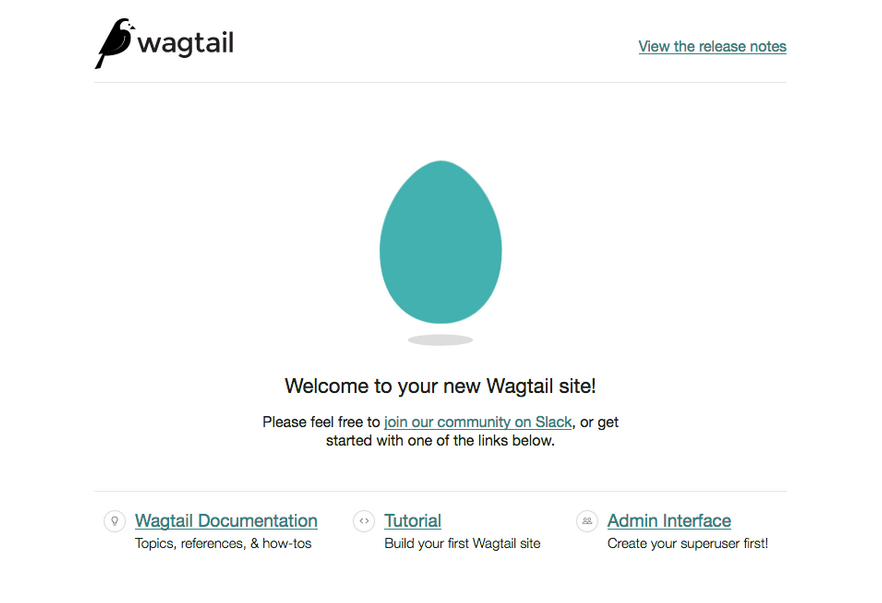 wagtail
View the release notes
Welcome to your new Wagtail site!
Please feel free to join our community on Slack, or get
started with one of the links below.
Wagtail Documentation
Topics, references, & how-tos
Tutorial
Build your first Wagtail site
Admin Interface
Create your superuser first!